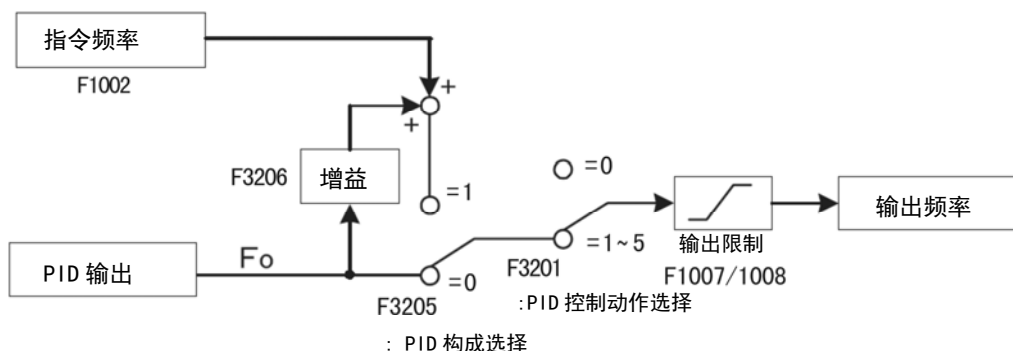 指令频率
F1002
+
+
F3206
增益
=1
=0
PID 输出
Fo
=0
F3205
F3201
=1~5
输出限制
F1007/1008
输出频率
:PID 控制动作选择
: PID 构成选择